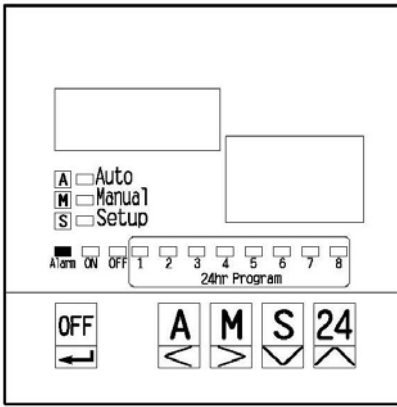 A Auto
M Manual
S Setup
Alarm ON OFF 1 2 3 4 5 6 7 8
24hr Program
OFF A M S 24